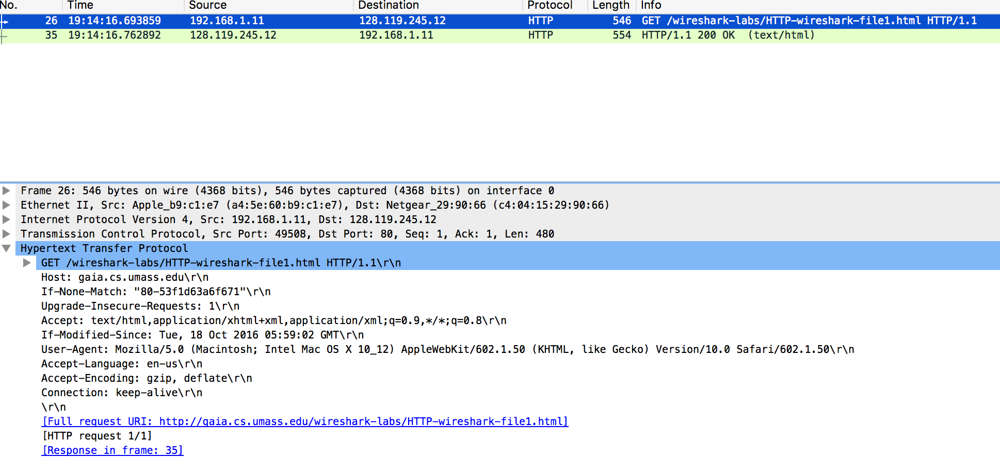 No. Time Source Destination Protocol Length Info
26 19:14:16.693859 192.168.1.11 128.119.245.12 HTTP 546 GET /wireshark-labs/HTTP-wireshark-file1.html HTTP/1.1
35 19:14:16.762892 128.119.245.12 192.168.1.11 HTTP 554 HTTP/1.1 200 OK (text/html)
Frame 26: 546 bytes on wire (4368 bits), 546 bytes captured (4368 bits) on interface 0
Ethernet II, Src: Apple_b9:c1:e7 (a4:5e:60:b9:c1:e7), Dst: Netgear_29:90:66 (c4:04:15:29:90:66)
Internet Protocol Version 4, Src: 192.168.1.11, Dst: 128.119.245.12
Transmission Control Protocol, Src Port: 49508, Dst Port: 80, Seq: 1, Ack: 1, Len: 480
Hypertext Transfer Protocol
GET /wireshark-labs/HTTP-wireshark-file1.html HTTP/1.1\r\n
Host: gaia.cs.umass.edu\r\n
If-None-Match: "80-53f1d63a6f671"\r\n
Upgrade-Insecure-Requests: 1\r\n
Accept: text/html,application/xhtml+xml,application/xml;q=0.9,*/*;q=0.8\r\n
If-Modified-Since: Tue, 18 Oct 2016 05:59:02 GMT\r\n
User-Agent: Mozilla/5.0 (Macintosh; Intel Mac OS X 10_12) AppleWebKit/602.1.50 (KHTML, like Gecko) Version/10.0 Safari/602.1.50\r\n
Accept-Language: en-us\r\n
Accept-Encoding: gzip, deflate\r\n
Connection: keep-alive\r\n
\r\n
[Full request URI: http://gaia.cs.umass.edu/wireshark-labs/HTTP-wireshark-file1.html]
[HTTP request 1/1]
[Response in frame: 35]